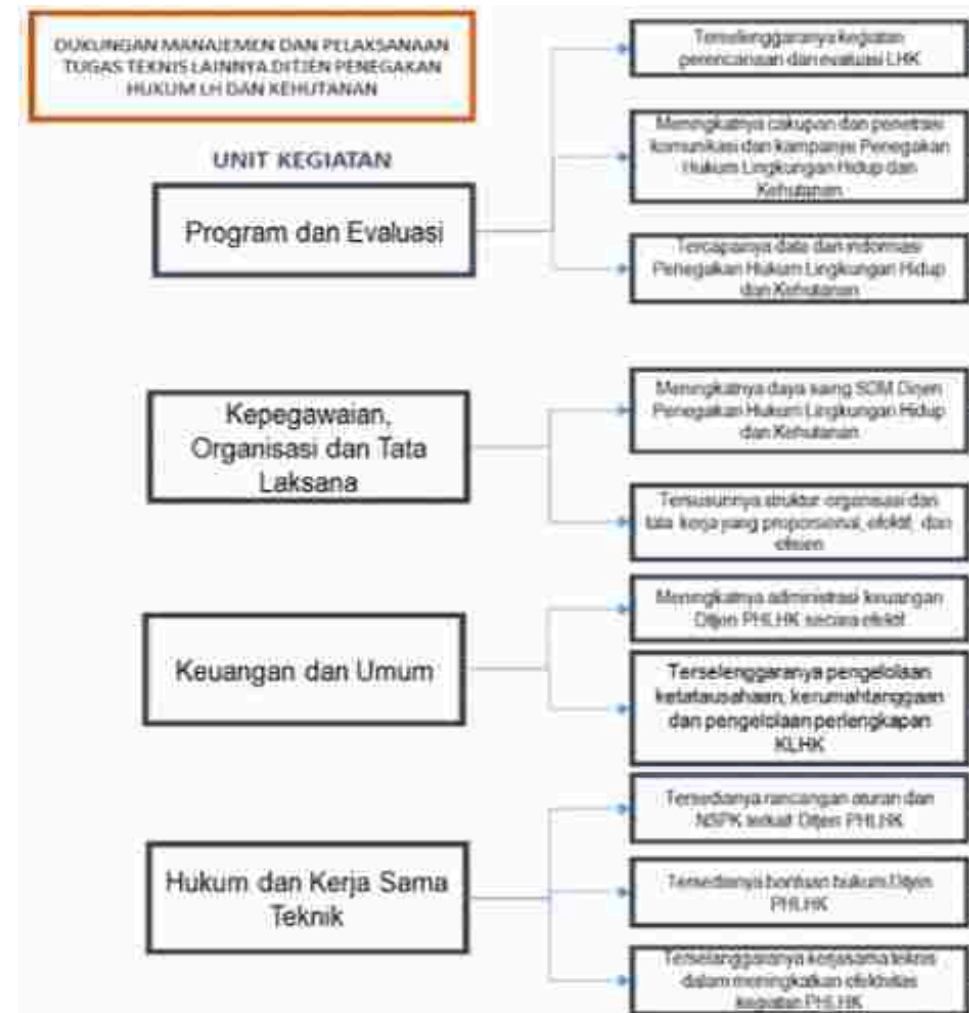 DUKUNGAN MANAJEMEN DAN PELAKSANAAN
TUGAS TEKNIS LAINNYA DITJEN PENEGAKAN
HUKUM LH DAN KEHUTANAN
UNIT KEGIATAN
Program dan Evaluasi
Terselenggaranya kegiatan
perencanaan dan evaluasi LHK
Meningkatnya cakupan dan penetrasi
komunikasi dan kampanye Penegakan
Hukum Lingkungan Hidup dan
Kehutanan
Tercapainya data dan informasi
Penegakan Hukum Lingkungan Hidup
dan Kehutanan
Kepegawaian,
Organisasi dan Tata
Laksana
Meningkatnya daya saing SDM Dirjen
Penegakan Hukum Lingkungan Hidup
dan Kehutanan
Tersusunnya struktur organisasi dan
tata kerja yang proporsional, efektif, dan
efisien
Keuangan dan Umum
Meningkatnya administrasi keuangan
Ditjen PHLHK secara efektif
Terselenggaranya pengelolaan
ketatausahaan, kerumahtanggaan
dan pengelolaan perlengkapan
KLHK
Hukum dan Kerja Sama
Teknik
Tersedianya rancangan aturan dan
NSPK terkait Ditjen PHLHK
Tersedianya bantuan hukum Ditjen
PHLHK
Terselanggaranya kerjasama teknis
dalam meningkatkan efektivitas
kegiatan PHLHK